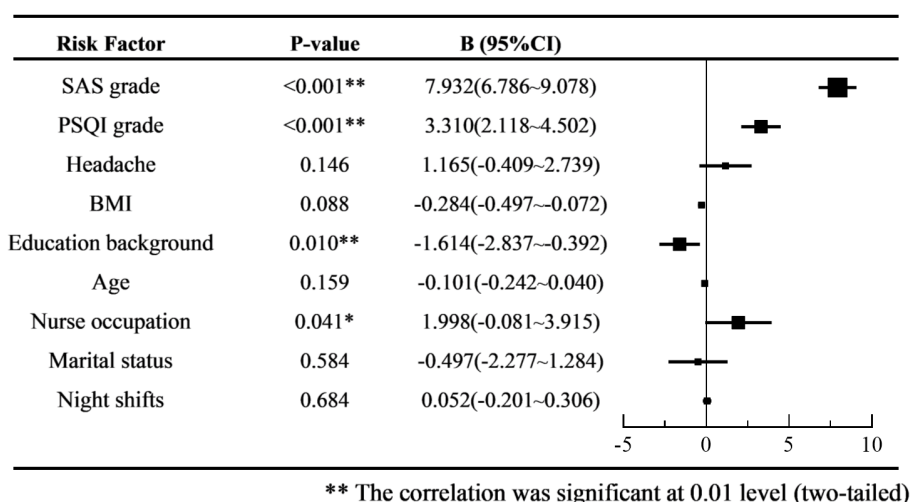 Risk Factor P-value B (95%CI)
SAS grade <0.001** 7.932(6.786~9.078)
PSQI grade <0.001** 3.310(2.118~4.502)
Headache 0.146 1.165(-0.409~2.739)
BMI 0.088 -0.284(-0.497~-0.072)
Education background 0.010** -1.614(-2.837~-0.392)
Age 0.159 -0.101(-0.242~0.040)
Nurse occupation 0.041* 1.998(-0.081~3.915)
Marital status 0.584 -0.497(-2.277~1.284)
Night shifts 0.684 0.052(-0.201~0.306)
-5 0 5 10
** The correlation was significant at 0.01 level (two-tailed)